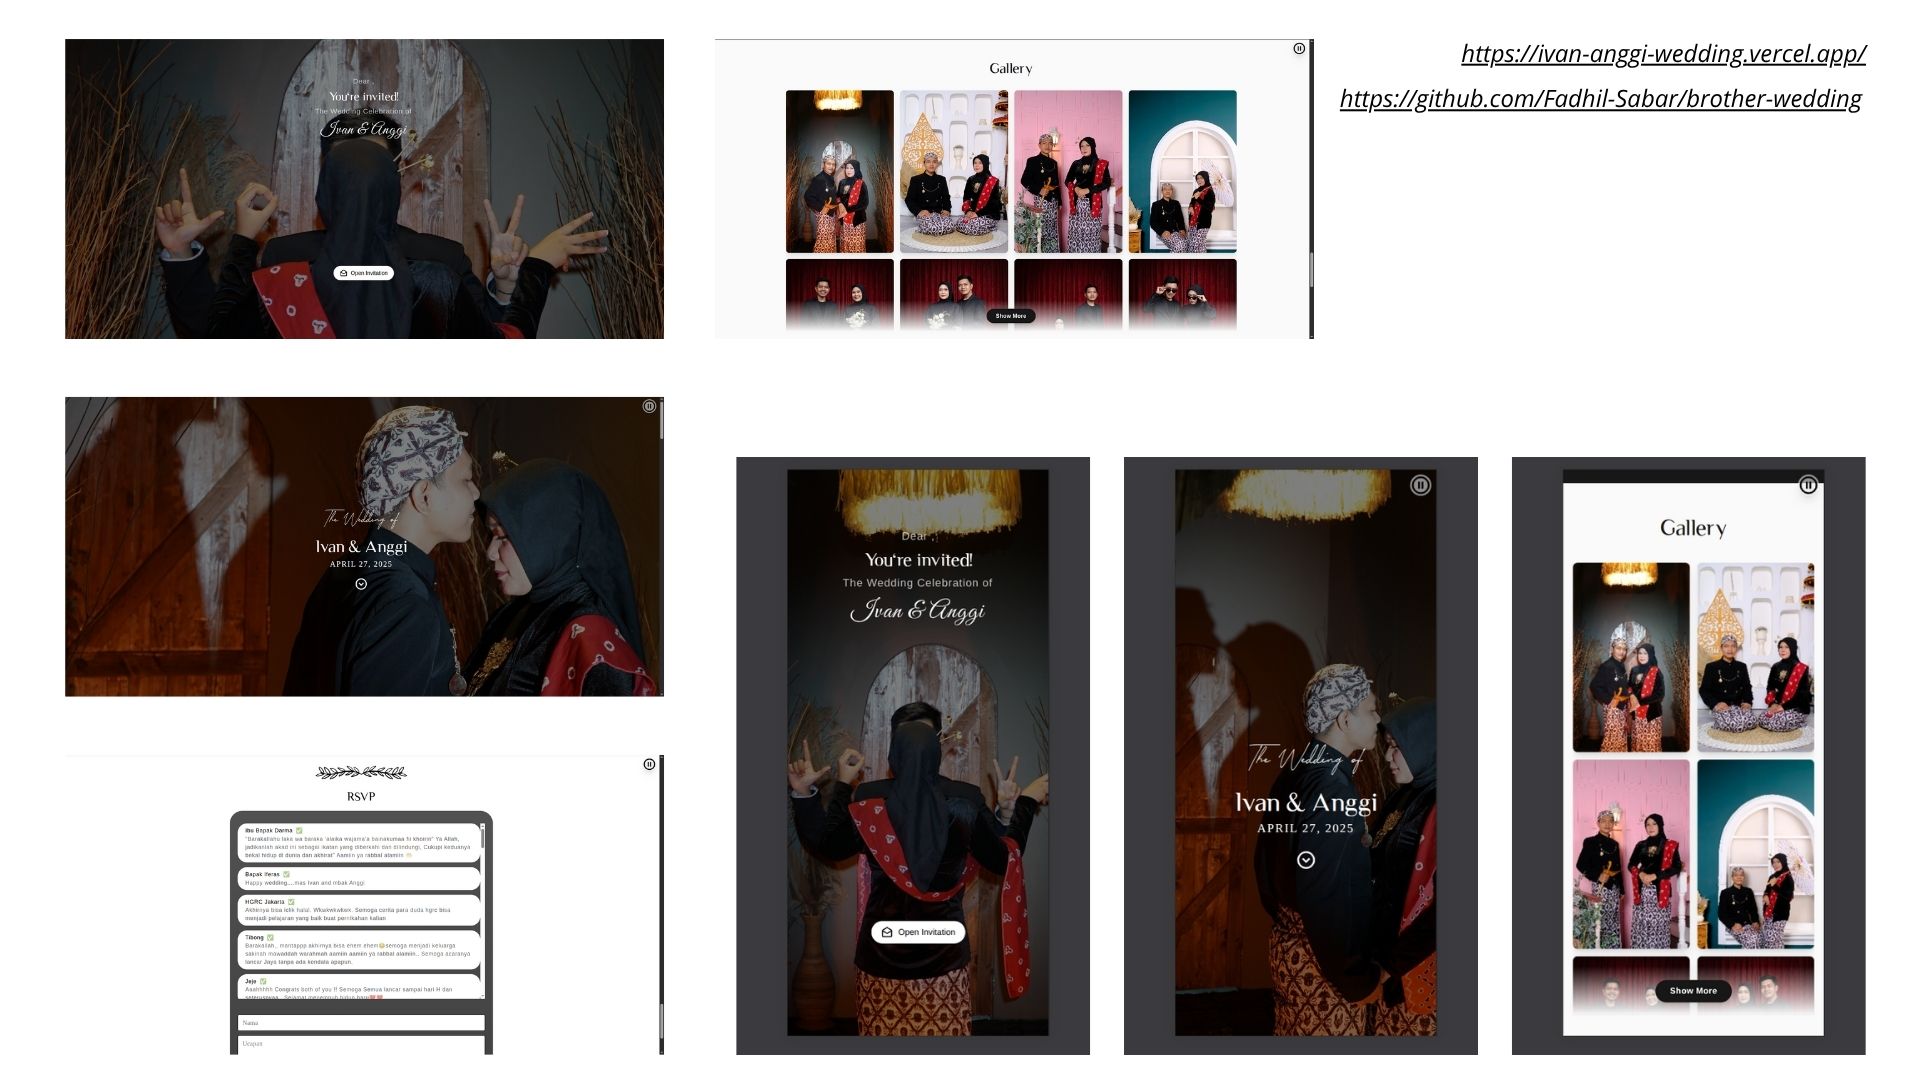 https://ivan-anggi-wedding.vercel.app/
https://github.com/Fadhil-Sabar/brother-wedding
Dear ,
You're invited!
The Wedding Celebration of
Ivan & Anggi
Open Invitation
Gallery
Show More
The Wedding of
Ivan & Anggi
APRIL 27, 2025
RSVP
Ibu Bapak Darma ✅
"Barakallahu laka wa baraka 'alaika wajama'a bainakumaa fii khoirin" Ya Allah,
jadikanlah akad ini sebagai ikatan yang diberkahi dan dilindungi, Cukupi keduanya
bekal hidup di dunia dan akhirat" Aamiin ya rabbal alamiin
Bapak Iferas ✅
Happy wedding....mas Ivan and mbak Anggi
HGRC Jakarta ✅
Akhirnya bisa klik halal. Semoga cerita para duda hgrc bisa
menjadi pelajaran yang baik buat pernikahan kalian
Tibong ✅
Barakallah,, mantappp akhirnya bisa ehem ehem semoga menjadi keluarga
sakinah mawaddah warahmah aamiin aamiin ya rabbal alamiin.. Semoga acaranya
lancar Jaya tanpa ada kendala apapun.
Jeje ✅
Aaahhhhh Congrats both of you !! Semoga Semua lancar sampai hari H dan
seterusnyaa.. Selamat menempuh hidup baru
Nama
Ucapan
Dear ,
You're invited!
The Wedding Celebration of
Ivan & Anggi
Open Invitation
The Wedding of
Ivan & Anggi
APRIL 27, 2025
Gallery
Show More